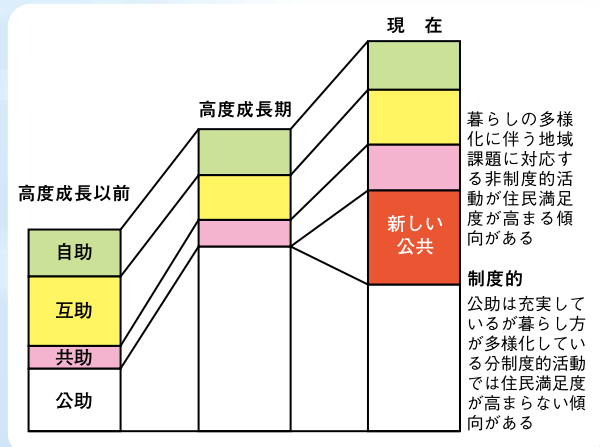 現 在
高度成長期
高度成長以前
自助
互助
共助
公助
新しい
公共
暮らしの多様
化に伴う地域
課題に対応す
る非制度的活
動が住民満足
度が高まる傾
向がある
制度的
公助は充実して
いるが暮らし方
が多様化してい
る分制度的活動
では住民満足度
が高まらない傾
向がある